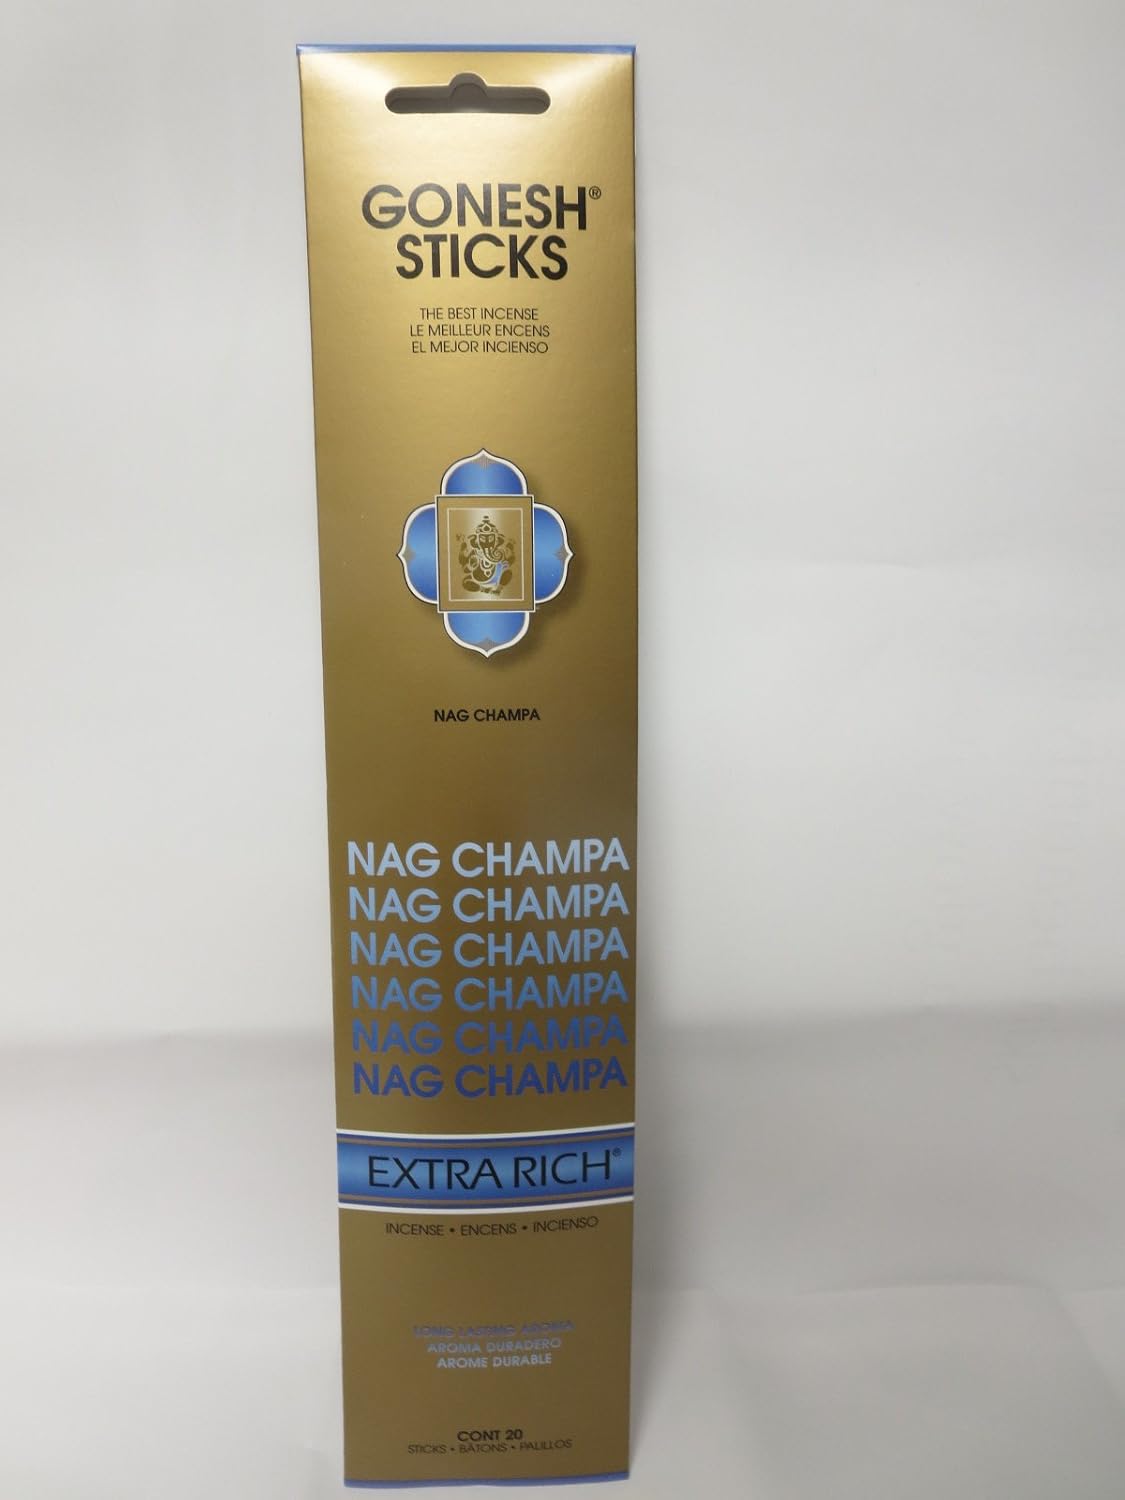 GONESH®
STICKS
THE BEST INCENSE
LE MEILLEUR ENCENS
EL MEJOR INCIENSO
NAG CHAMPA
NAG CHAMPA
NAG CHAMPA
NAG CHAMPA
NAG CHAMPA
NAG CHAMPA
NAG CHAMPA
EXTRA RICH®
INCENSE • ENCENS • INCIENSO
LONG LASTING AROMA
AROMA DURADERO
AROME DURABLE
CONT 20
STICKS • BÂTONS • PALILLOS